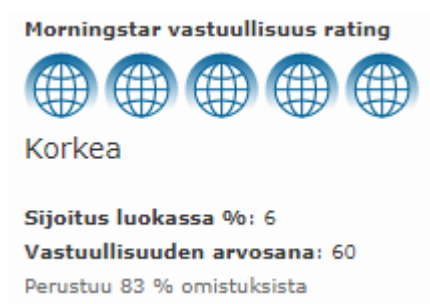 Morningstar vastuullisuus rating
Korkea
Sijoitus luokassa %: 6
Vastuullisuuden arvosana: 60
Perustuu 83 % omistuksista